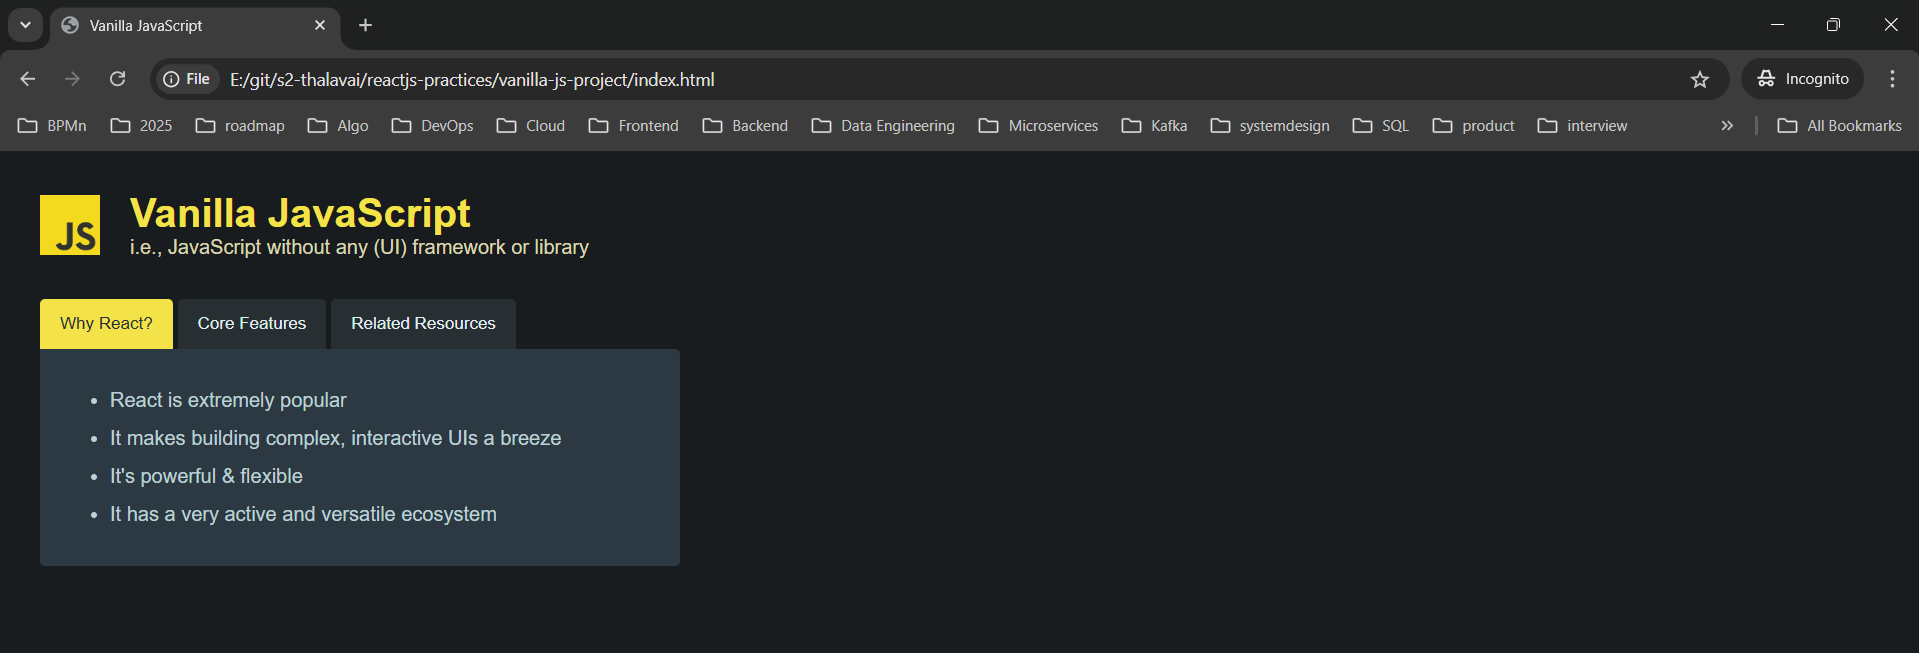 Vanilla JavaScript
File E:/git/s2-thalavai/reactjs-practices/vanilla-js-project/index.html Incognito
BPMn 2025 roadmap Algo DevOps Cloud Frontend Backend Data Engineering Microservices Kafka systemdesign SQL product interview All Bookmarks
JS
Vanilla JavaScript
i.e., JavaScript without any (UI) framework or library
Why React? Core Features Related Resources
React is extremely popular
It makes building complex, interactive UIs a breeze
It's powerful & flexible
It has a very active and versatile ecosystem